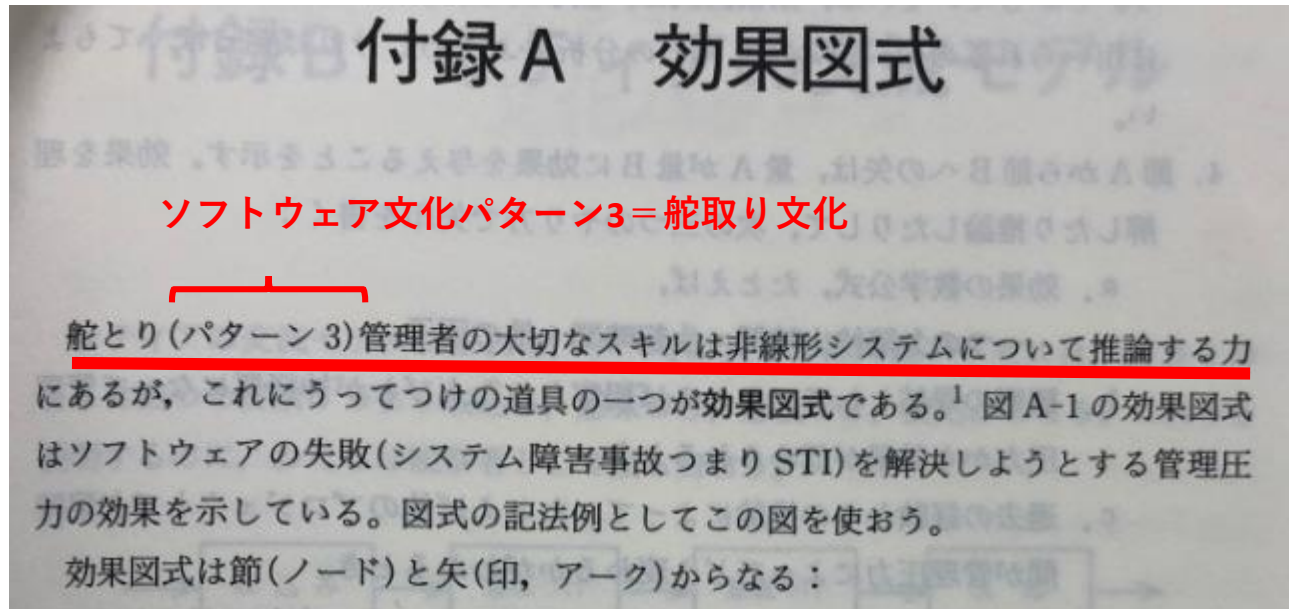 付録A 効果図式
ソフトウェア文化パターン3＝舵取り文化
舵とり(パターン 3)管理者の大切なスキルは非線形システムについて推論する力
にあるが，これにうってつけの道具の一つが効果図式である。1 図 A-1 の効果図式
はソフトウェアの失敗(システム障害事故つまり STI)を解決しようとする管理圧
力の効果を示している。図式の記法例としてこの図を使おう。
効果図式は節(ノード)と矢(印，アーク)からなる：